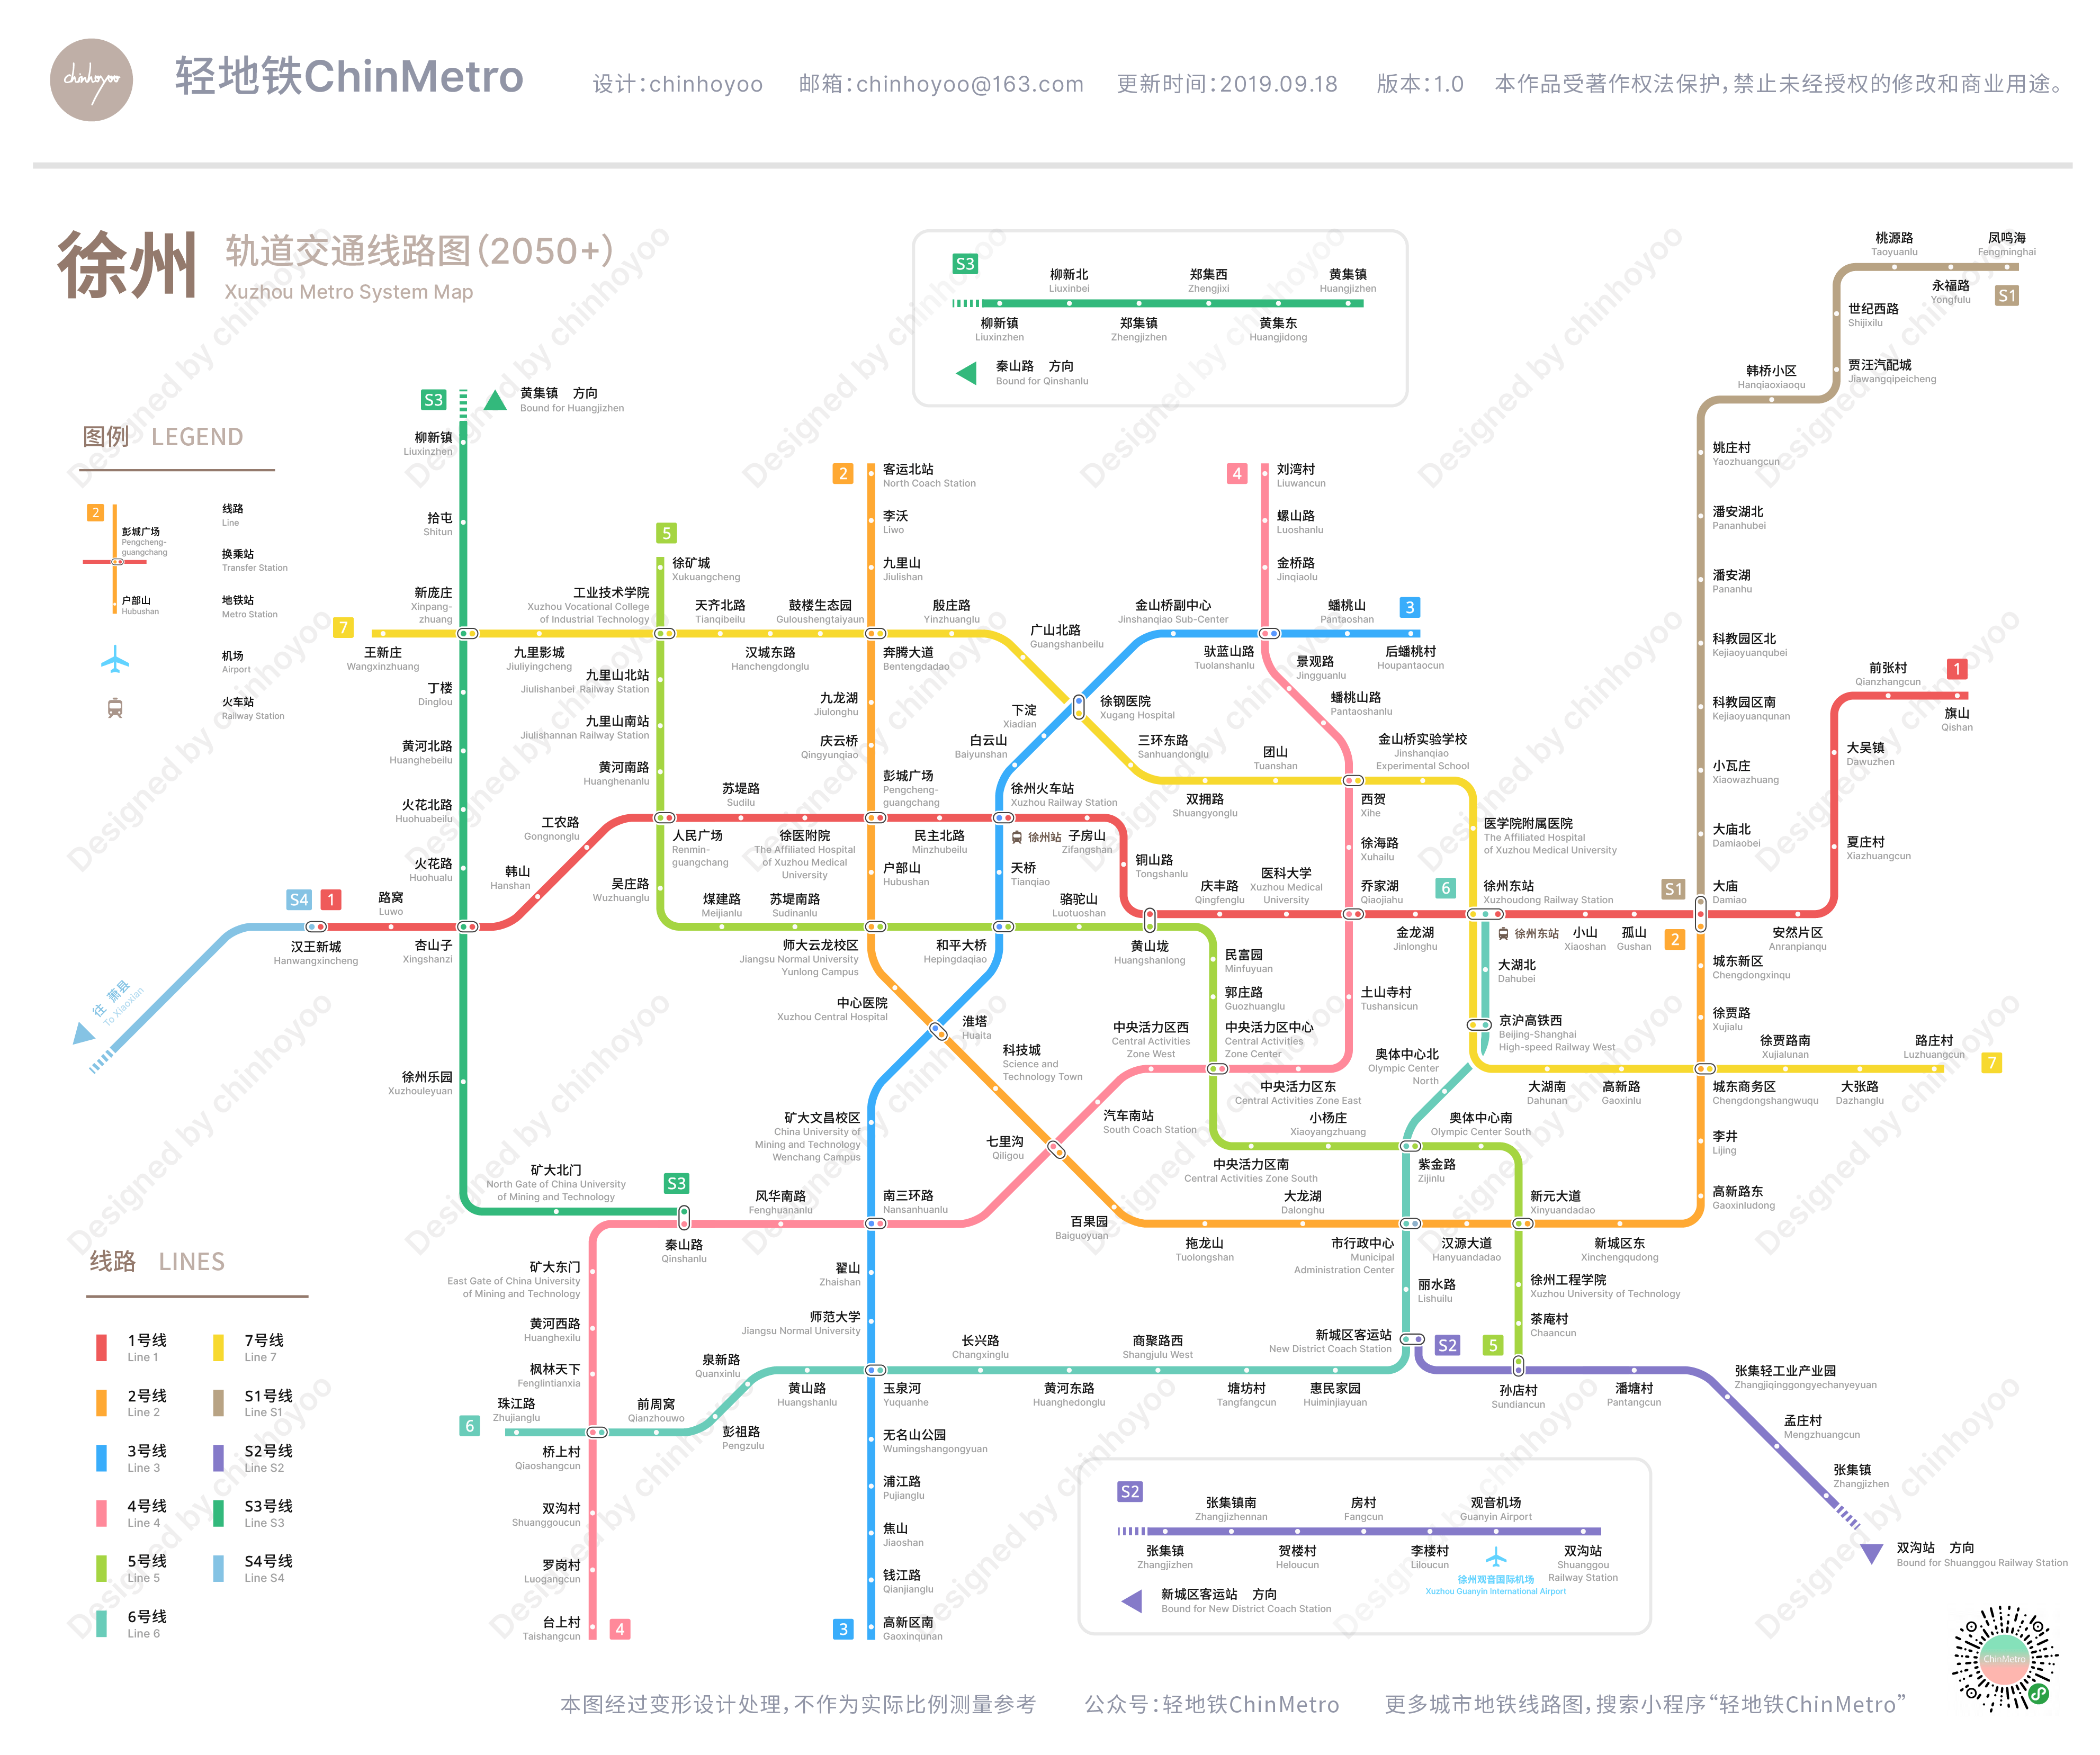 chinhoyoo
轻地铁ChinMetro
设计:chinhoyoo 邮箱:chinhoyoo@163.com 更新时间:2019.09.18 版本:1.0 本作品受著作权法保护,禁止未经授权的修改和商业用途。
徐州
轨道交通线路图(2050+)
Xuzhou Metro System Map
图例 LEGEND
2
彭城广场
Pengcheng-
guangchang
户部山
Hubushan
线路
Line
换乘站
Transfer Station
地铁站
Metro Station
机场
Airport
火车站
Railway Station
线路 LINES
1号线
Line 1
2号线
Line 2
3号线
Line 3
4号线
Line 4
5号线
Line 5
6号线
Line 6
7号线
Line 7
S1号线
Line S1
S2号线
Line S2
S3号线
Line S3
S4号线
Line S4
S3
柳新北
Liuxinbei
郑集西
Zhengjixi
黄集镇
Huangjizhen
柳新镇
Liuxinzhen
郑集镇
Zhengjizhen
黄集东
Huangjidong
秦山路 方向
Bound for Qinshanlu
桃源路
Taoyuanlu
凤鸣海
Fengminghai
永福路
Yongfulu
S1
世纪西路
Shijixilu
贾汪汽配城
Jiawangqipeicheng
韩桥小区
Hanqiaoxiaoqu
姚庄村
Yaozhuangcun
潘安湖北
Pananhubei
潘安湖
Pananhu
科教园区北
Kejiaoyuanqubei
科教园区南
Kejiaoyuanqunan
小瓦庄
Xiaowazhuang
大庙北
Damiaobei
S1
大庙
Damiao
2
S3
黄集镇 方向
Bound for Huangjizhen
柳新镇
Liuxinzhen
拾屯
Shitun
新庞庄
Xinpang-
zhuang
丁楼
Dinglou
黄河北路
Huanghebeilu
火花北路
Huohuabeilu
火花路
Huohualu
杏山子
Xingshanzi
徐州乐园
Xuzhouleyuan
矿大北门
North Gate of China University
of Mining and Technology
S3
秦山路
Qinshanlu
7
王新庄
Wangxinzhuang
九里影城
Jiuliyingcheng
工业技术学院
Xuzhou Vocational College
of Industrial Technology
天齐北路
Tianqibeilu
汉城东路
Hanchengdonglu
鼓楼生态园
Guloushengtaiyuan
奔腾大道
Bentengdadao
殷庄路
Yinzhuanglu
广山北路
Guangshanbeilu
徐钢医院
Xugang Hospital
三环东路
Sanhuandonglu
双拥路
Shuangyonglu
团山
Tuanshan
西贺
Xihe
金山桥实验学校
Jinshanqiao
Experimental School
医学院附属医院
The Affiliated Hospital
of Xuzhou Medical University
徐州东站
Xuzhoudong Railway Station
徐州东站
京沪高铁西
Beijing-Shanghai
High-speed Railway West
大湖南
Dahunan
高新路
Gaoxinlu
城东商务区
Chengdongshangwuqu
徐贾路南
Xujialunan
大张路
Dazhanglu
路庄村
Luzhuangcun
7
5
徐矿城
Xukuangcheng
九里山北站
Jiulishanbei Railway Station
九里山南站
Jiulishannan Railway Station
黄河南路
Huanghenanlu
人民广场
Renmin-
guangchang
吴庄路
Wuzhuanglu
煤建路
Meijianlu
苏堤南路
Sudinanlu
师大云龙校区
Jiangsu Normal University
Yunlong Campus
和平大桥
Hepingdaqiao
骆驼山
Luotuoshan
黄山垅
Huangshanlong
民富园
Minfuyuan
郭庄路
Guozhuanglu
中央活力区中心
Central Activities
Zone Center
中央活力区南
Central Activities Zone South
小杨庄
Xiaoyangzhuang
紫金路
Zijinlu
奥体中心南
Olympic Center South
新元大道
Xinyuandadao
徐州工程学院
Xuzhou University of Technology
茶庵村
Chaancun
5
孙店村
Sundiancun
2
客运北站
North Coach Station
李沃
Liwo
九里山
Jiulishan
九龙湖
Jiulonghu
庆云桥
Qingyunqiao
彭城广场
Pengcheng-
guangchang
户部山
Hubushan
中心医院
Xuzhou Central Hospital
淮塔
Huaita
科技城
Science and
Technology Town
七里沟
Qiligou
百果园
Baiguoyuan
拖龙山
Tuolongshan
大龙湖
Dalonghu
市行政中心
Municipal
Administration Center
汉源大道
Hanyuandadao
新城区东
Xinchengqudong
高新路东
Gaoxinludong
李井
Lijing
徐贾路
Xujialu
城东新区
Chengdongxinqu
4
刘湾村
Liuwancun
螺山路
Luoshanlu
金桥路
Jinqiaolu
驮蓝山路
Tuolanshanlu
景观路
Jingguanlu
蟠桃山路
Pantaoshanlu
徐海路
Xuhailu
乔家湖
Qiaojiahu
土山寺村
Tushansicun
中央活力区东
Central Activities Zone East
中央活力区西
Central Activities
Zone West
汽车南站
South Coach Station
南三环路
Nansanhuanlu
风华南路
Fenghuananlu
矿大东门
East Gate of China University
of Mining and Technology
黄河西路
Huanghexilu
枫林天下
Fenglintianxia
桥上村
Qiaoshangcun
双沟村
Shuanggoucun
罗岗村
Luogangcun
台上村
Taishangcun
4
3
后蟠桃村
Houpantaocun
蟠桃山
Pantaoshan
金山桥副中心
Jinshanqiao Sub-Center
下淀
Xiadian
白云山
Baiyunshan
徐州火车站
Xuzhou Railway Station
徐州站
天桥
Tianqiao
矿大文昌校区
China University of
Mining and Technology
Wenchang Campus
翟山
Zhaishan
师范大学
Jiangsu Normal University
玉泉河
Yuquanhe
无名山公园
Wumingshangongyuan
浦江路
Pujianglu
焦山
Jiaoshan
钱江路
Qianjianglu
高新区南
Gaoxinqunan
3
S4
1
汉王新城
Hanwangxincheng
往 萧县
To Xiaoxian
路窝
Luwo
韩山
Hanshan
工农路
Gongnonglu
苏堤路
Sudilu
徐医附院
The Affiliated Hospital
of Xuzhou Medical
University
民主北路
Minzhubeilu
子房山
Zifangshan
铜山路
Tongshanlu
庆丰路
Qingfenglu
医科大学
Xuzhou Medical
University
金龙湖
Jinlonghu
小山
Xiaoshan
孤山
Gushan
安然片区
Anranpianqu
夏庄村
Xiazhuangcun
大吴镇
Dawuzhen
前张村
Qianzhangcun
1
旗山
Qishan
6
大湖北
Dahubei
奥体中心北
Olympic Center
North
丽水路
Lishuilu
新城区客运站
New District Coach Station
惠民家园
Huiminjiayuan
塘坊村
Tangfangcun
商聚路西
Shangjulu West
黄河东路
Huanghedonglu
长兴路
Changxinglu
黄山路
Huangshanlu
泉新路
Quanxinlu
彭祖路
Pengzulu
前周窝
Qianzhouwo
珠江路
Zhujianglu
6
S2
潘塘村
Pantangcun
张集轻工业产业园
Zhangjiqinggongyechanyeyuan
孟庄村
Mengzhuangcun
张集镇
Zhangjizhen
双沟站 方向
Bound for Shuanggou Railway Station
S2
张集镇南
Zhangjizhennan
房村
Fangcun
观音机场
Guanyin Airport
张集镇
Zhangjizhen
贺楼村
Heloucun
李楼村
Liloucun
双沟站
Shuanggou
Railway Station
徐州观音国际机场
Xuzhou Guanyin International Airport
新城区客运站 方向
Bound for New District Coach Station
ChinMetro
本图经过变形设计处理,不作为实际比例测量参考 公众号:轻地铁ChinMetro 更多城市地铁线路图,搜索小程序“轻地铁ChinMetro”
Designed by chinhoyoo